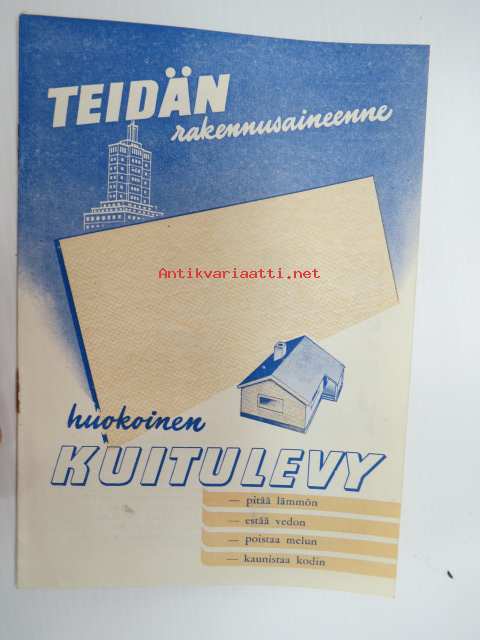 TEIDÄN
rakennusaineenne
Antikvariaatti.net
huokoinen
KUITULEVY
— pitää lämmön
— estää vedon
— poistaa melun
— kaunistaa kodin